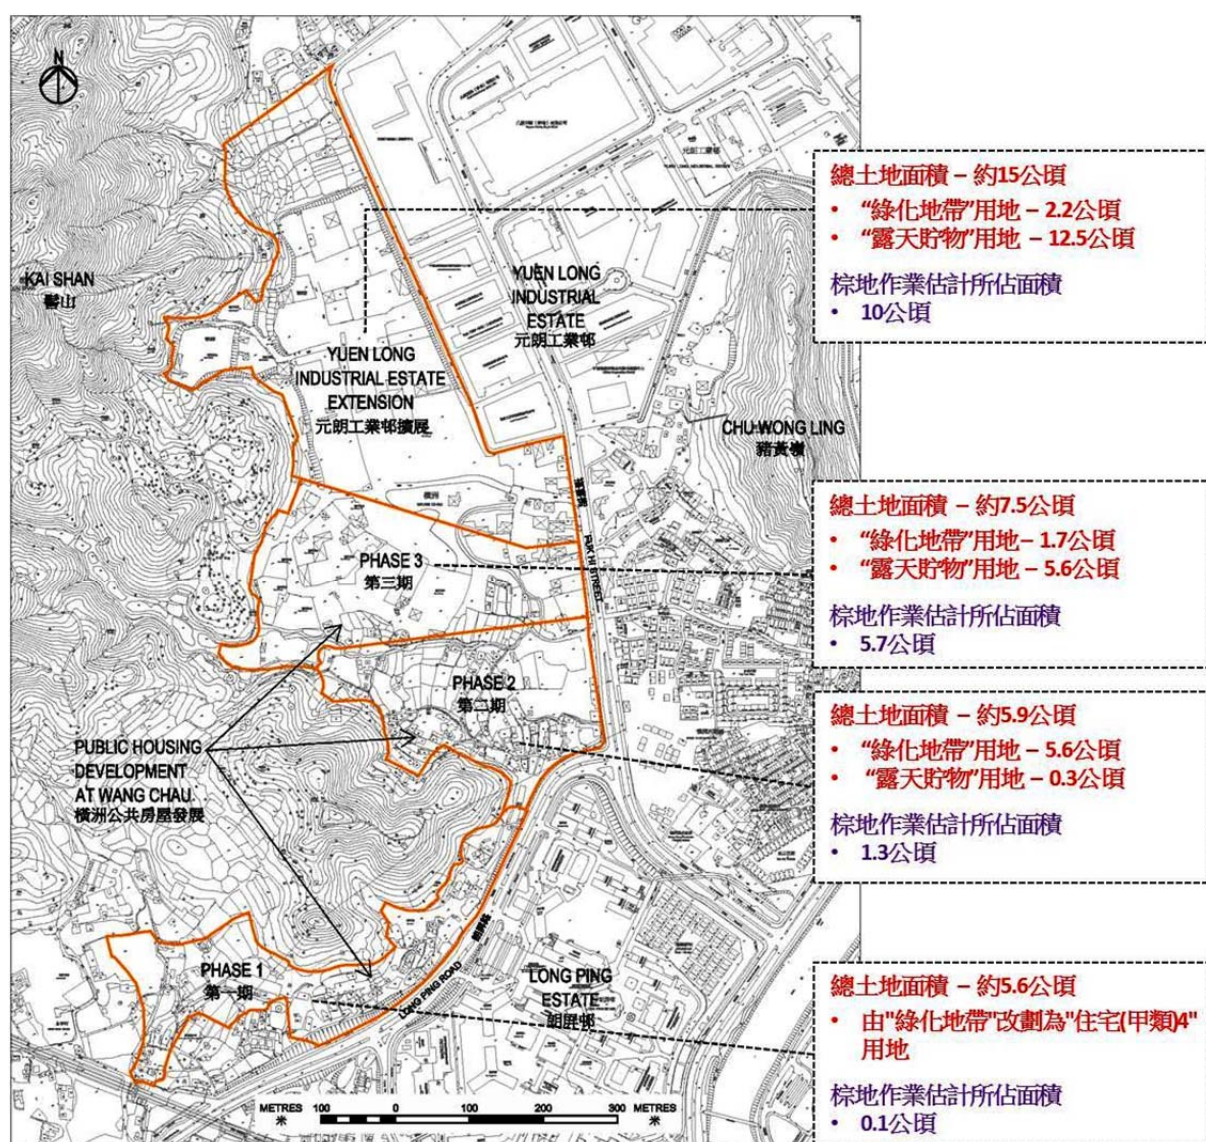 N
KAI SHAN
髻山
YUEN LONG
INDUSTRIAL
ESTATE
元朗工業邨
YUEN LONG
INDUSTRIAL ESTATE
EXTENSION
元朗工業邨擴展
CHU WONG LING
豬黃嶺
橫洲
元朗工業邨
FUK HI STREET
福喜街
PHASE 3
第三期
PHASE 2
第二期
PUBLIC HOUSING
DEVELOPMENT
AT WANG CHAU
橫洲公共房屋發展
PHASE 1
第一期
LONG PING ROAD
朗屏路
LONG PING
ESTATE
朗屏邨
METRES
米
100 0 100 200 300
METRES
米
總土地面積 – 約15公頃
• “綠化地帶”用地 – 2.2公頃
• “露天貯物”用地 – 12.5公頃
棕地作業估計所佔面積
• 10公頃
總土地面積 – 約7.5公頃
• “綠化地帶”用地 – 1.7公頃
• “露天貯物”用地 – 5.6公頃
棕地作業估計所佔面積
• 5.7公頃
總土地面積 – 約5.9公頃
• “綠化地帶”用地 – 5.6公頃
• “露天貯物”用地 – 0.3公頃
棕地作業估計所佔面積
• 1.3公頃
總土地面積 – 約5.6公頃
• 由"綠化地帶"改劃為"住宅(甲類)4"
用地
棕地作業估計所佔面積
• 0.1公頃